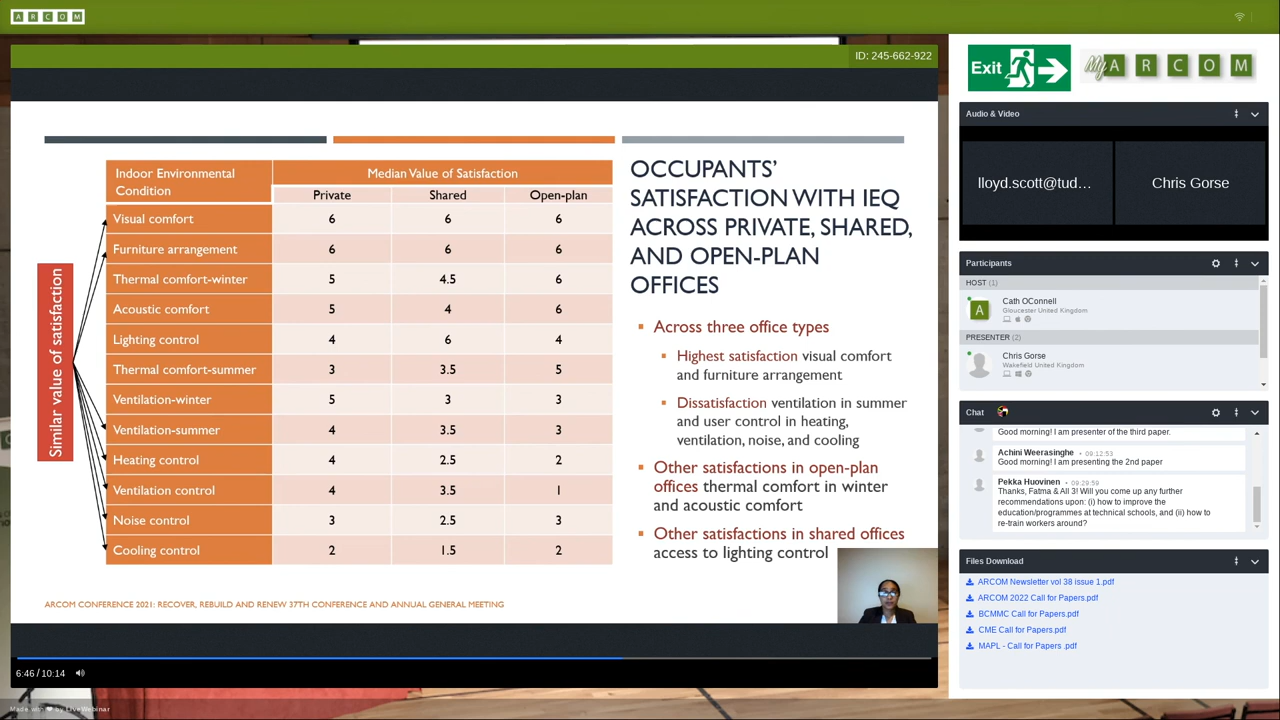 A R C O M
ID: 245-662-922
Indoor Environmental Condition Median Value of Satisfaction
Private Shared Open-plan
Visual comfort 6 6 6
Furniture arrangement 6 6 6
Thermal comfort-winter 5 4.5 6
Acoustic comfort 5 4 6
Lighting control 4 6 4
Thermal comfort-summer 3 3.5 5
Ventilation-winter 5 3 3
Ventilation-summer 4 3.5 3
Heating control 4 2.5 2
Ventilation control 4 3.5 1
Noise control 3 2.5 3
Cooling control 2 1.5 2
Similar value of satisfaction
OCCUPANTS'
SATISFACTION WITH IEQ
ACROSS PRIVATE, SHARED,
AND OPEN-PLAN
OFFICES
Across three office types
Highest satisfaction visual comfort
and furniture arrangement
Dissatisfaction ventilation in summer
and user control in heating,
ventilation, noise, and cooling
Other satisfactions in open-plan
offices thermal comfort in winter
and acoustic comfort
Other satisfactions in shared offices
access to lighting control
ARCOM CONFERENCE 2021: RECOVER, REBUILD AND RENEW 37TH CONFERENCE AND ANNUAL GENERAL MEETING
6:46 / 10:14
Made with ❤ by LiveWebinar
Exit
My A R C O M
Audio & Video
lloyd.scott@tud...
Chris Gorse
Participants
HOST (1)
A
Cath OConnell
Gloucester United Kingdom
PRESENTER (2)
Chris Gorse
Wakefield United Kingdom
Chat
Good morning! I am presenter of the third paper.
Achini Weerasinghe • 09:12:53
Good morning! I am presenting the 2nd paper
Pekka Huovinen • 09:29:59
Thanks, Fatma & All 3! Will you come up any further
recommendations upon: (i) how to improve the
education/programmes at technical schools, and (ii) how to
re-train workers around?
Files Download
ARCOM Newsletter vol 38 issue 1.pdf
ARCOM 2022 Call for Papers.pdf
BCMMC Call for Papers.pdf
CME Call for Papers.pdf
MAPL - Call for Papers .pdf